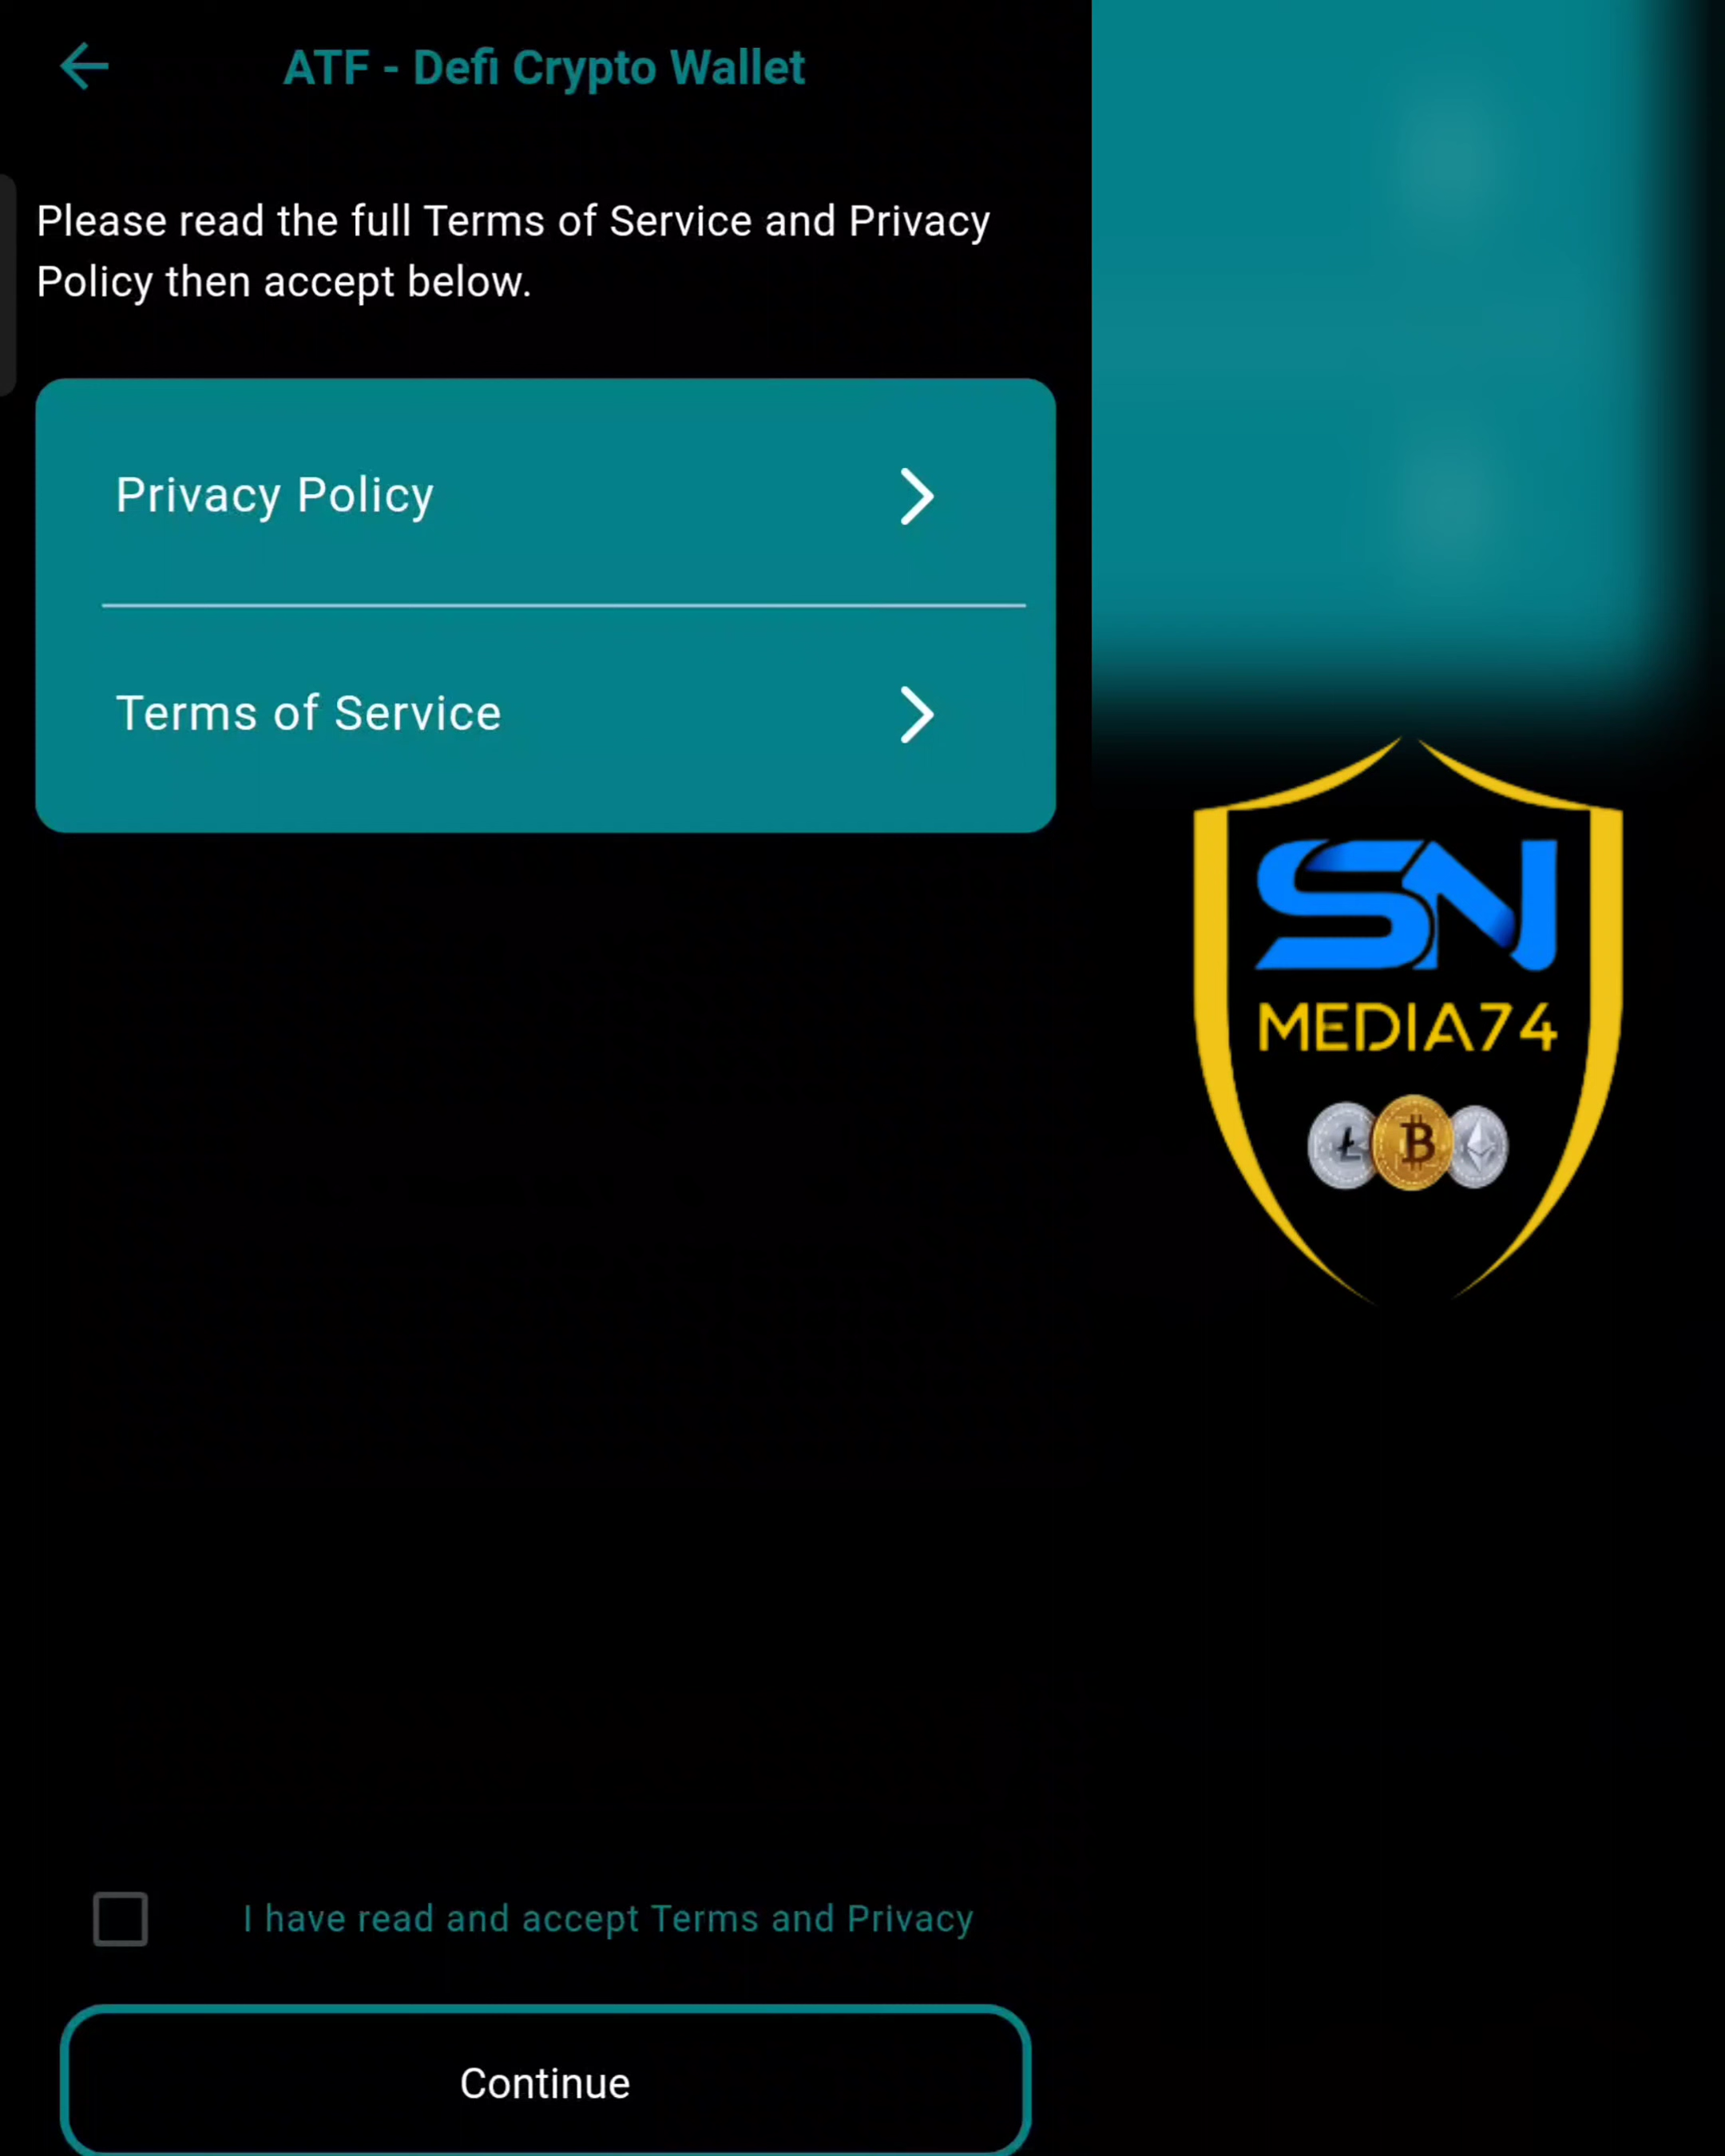 ATF - Defi Crypto Wallet
Please read the full Terms of Service and Privacy
Policy then accept below.
Privacy Policy
Terms of Service
SN
MEDIA74
I have read and accept Terms and Privacy
Continue